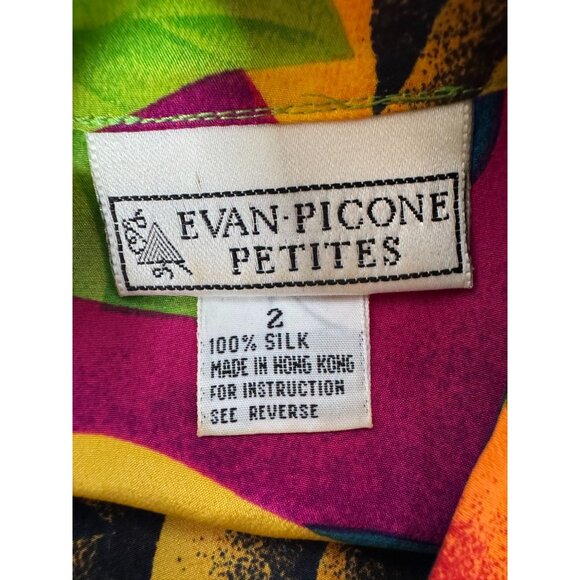 EVAN-PICONE
PETITES
2
100% SILK
MADE IN HONG KONG
FOR INSTRUCTION
SEE REVERSE